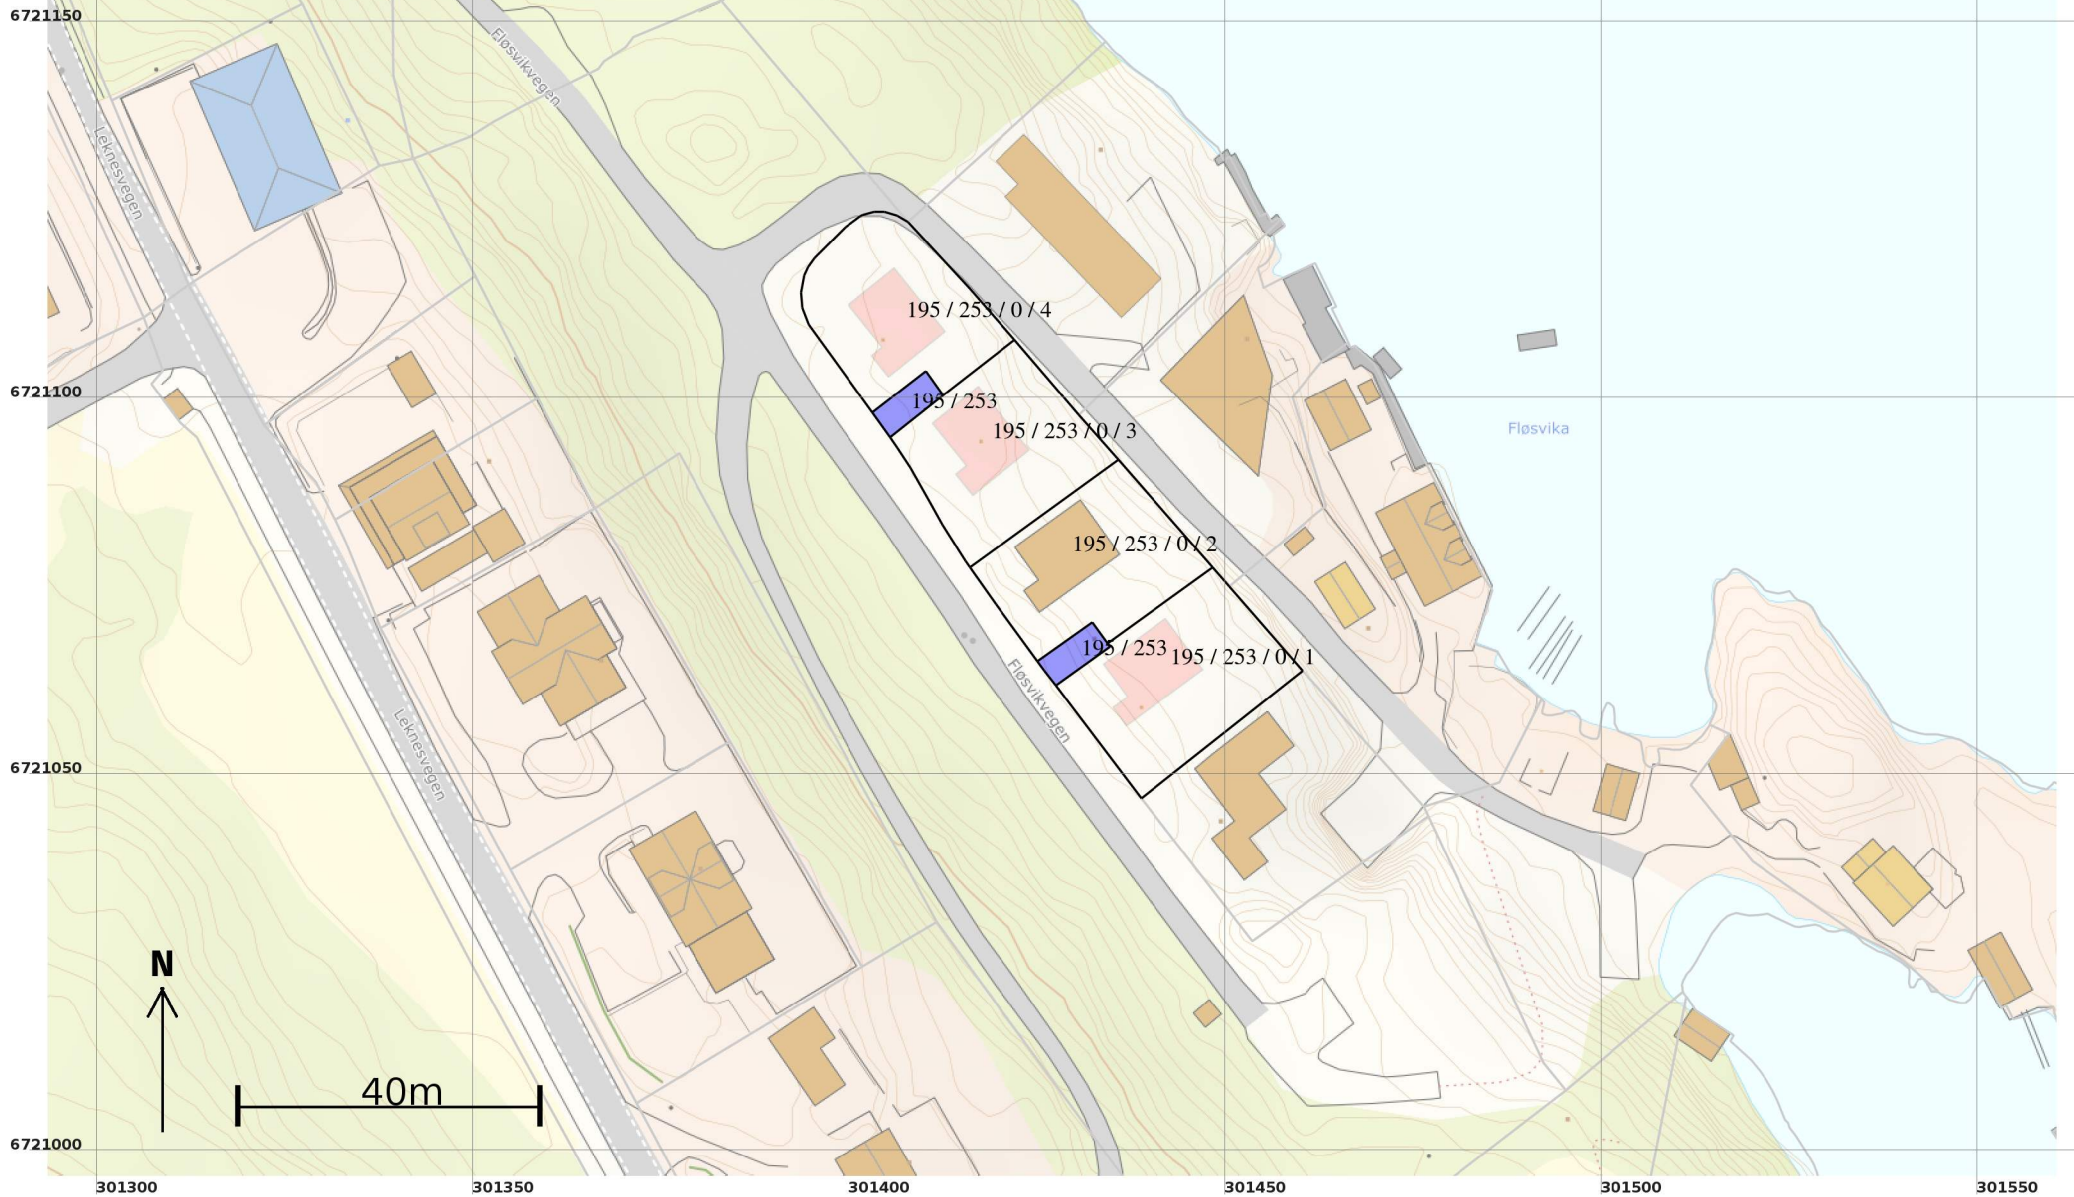 6721150
Fløsvikvegen
Leknesvegen
195 / 253 / 0 / 4
6721100
195 / 253
195 / 253 / 0 / 3
Fløsvika
195 / 253 / 0 / 2
195 / 253
195 / 253 / 0 / 1
Fløsvikvegen
Leknesvegen
6721050
N
40m
6721000
301300
301350
301400
301450
301500
301550